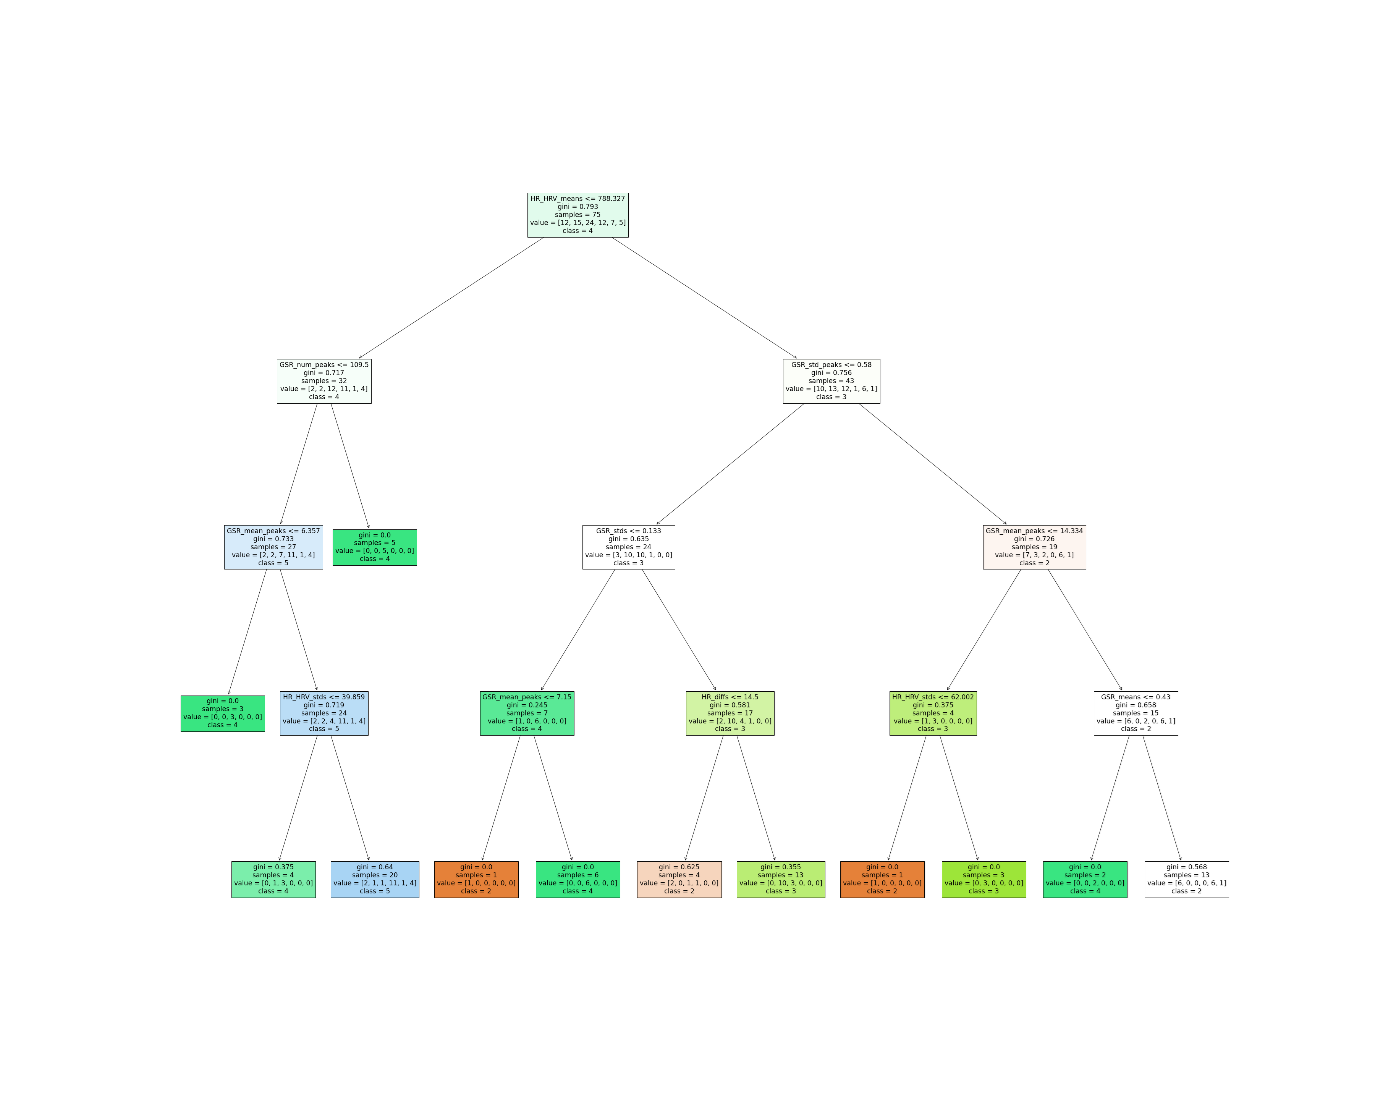 HR_HRV_means <= 788.327
gini = 0.793
samples = 75
value = [12, 15, 24, 12, 7, 5]
class = 4
GSR_num_peaks <= 109.5
gini = 0.717
samples = 32
value = [2, 2, 12, 11, 1, 4]
class = 4
GSR_std_peaks <= 0.58
gini = 0.756
samples = 43
value = [10, 13, 12, 1, 6, 1]
class = 3
GSR_mean_peaks <= 6.357
gini = 0.733
samples = 27
value = [2, 2, 7, 11, 1, 4]
class = 5
gini = 0.0
samples = 5
value = [0, 0, 5, 0, 0, 0]
class = 4
GSR_stds <= 0.133
gini = 0.635
samples = 24
value = [3, 10, 10, 1, 0, 0]
class = 3
GSR_mean_peaks <= 14.334
gini = 0.726
samples = 19
value = [7, 3, 2, 0, 6, 1]
class = 2
gini = 0.0
samples = 3
value = [0, 0, 3, 0, 0, 0]
class = 4
HR_HRV_stds <= 39.859
gini = 0.719
samples = 24
value = [2, 2, 4, 11, 1, 4]
class = 5
GSR_mean_peaks <= 7.15
gini = 0.245
samples = 7
value = [1, 0, 6, 0, 0, 0]
class = 4
HR_diffs <= 14.5
gini = 0.581
samples = 17
value = [2, 10, 4, 1, 0, 0]
class = 3
HR_HRV_stds <= 62.002
gini = 0.375
samples = 4
value = [1, 3, 0, 0, 0, 0]
class = 3
GSR_means <= 0.43
gini = 0.658
samples = 15
value = [6, 0, 2, 0, 6, 1]
class = 2
gini = 0.375
samples = 4
value = [0, 1, 3, 0, 0, 0]
class = 4
gini = 0.64
samples = 20
value = [2, 1, 1, 11, 1, 4]
class = 5
gini = 0.0
samples = 1
value = [1, 0, 0, 0, 0, 0]
class = 2
gini = 0.0
samples = 6
value = [0, 0, 6, 0, 0, 0]
class = 4
gini = 0.625
samples = 4
value = [2, 0, 1, 1, 0, 0]
class = 2
gini = 0.355
samples = 13
value = [0, 10, 3, 0, 0, 0]
class = 3
gini = 0.0
samples = 1
value = [1, 0, 0, 0, 0, 0]
class = 2
gini = 0.0
samples = 3
value = [0, 3, 0, 0, 0, 0]
class = 3
gini = 0.0
samples = 2
value = [0, 0, 2, 0, 0, 0]
class = 4
gini = 0.568
samples = 13
value = [6, 0, 0, 0, 6, 1]
class = 2